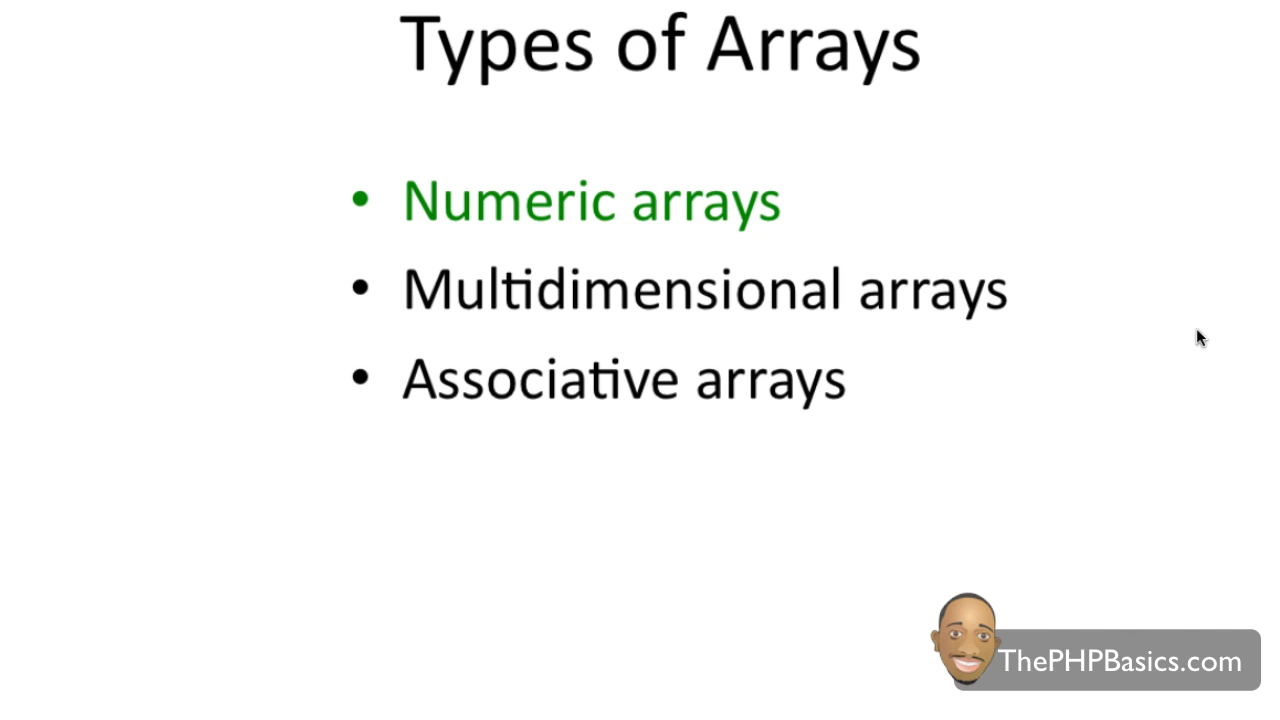 Types of Arrays
• Numeric arrays
• Multidimensional arrays
• Associative arrays
ThePHPBasics.com